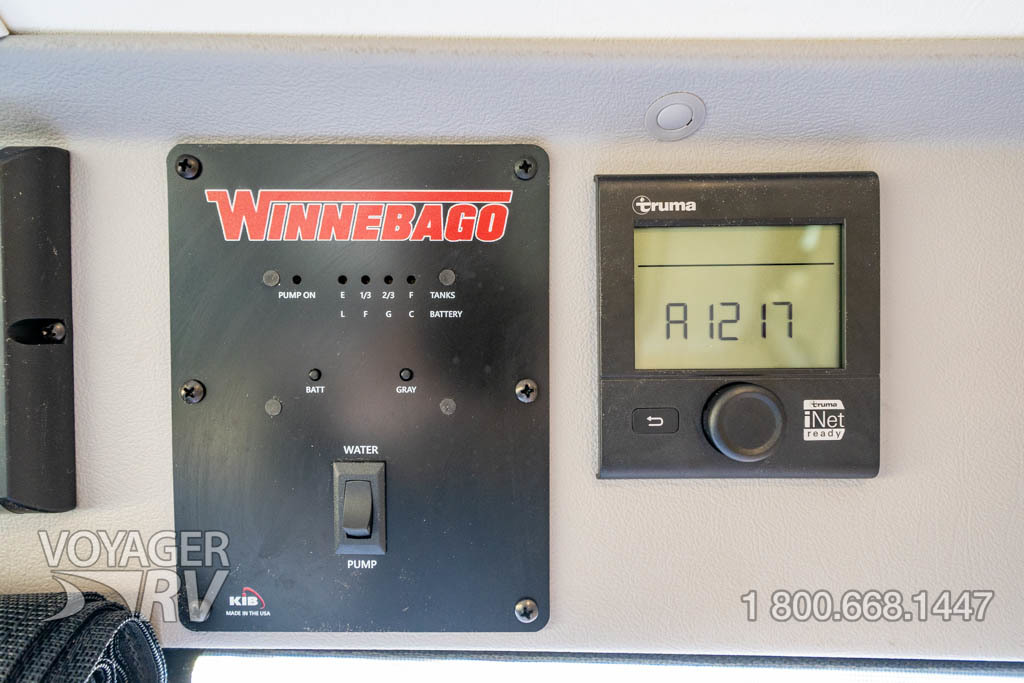 WINNEBAGO
PUMP ON E 1/3 2/3 F TANKS
L F G C BATTERY
BATT GRAY
WATER
PUMP
KIB
MADE IN THE USA
truma
A1217
truma
iNet
ready
VOYAGER
RV
1 800.668.1447